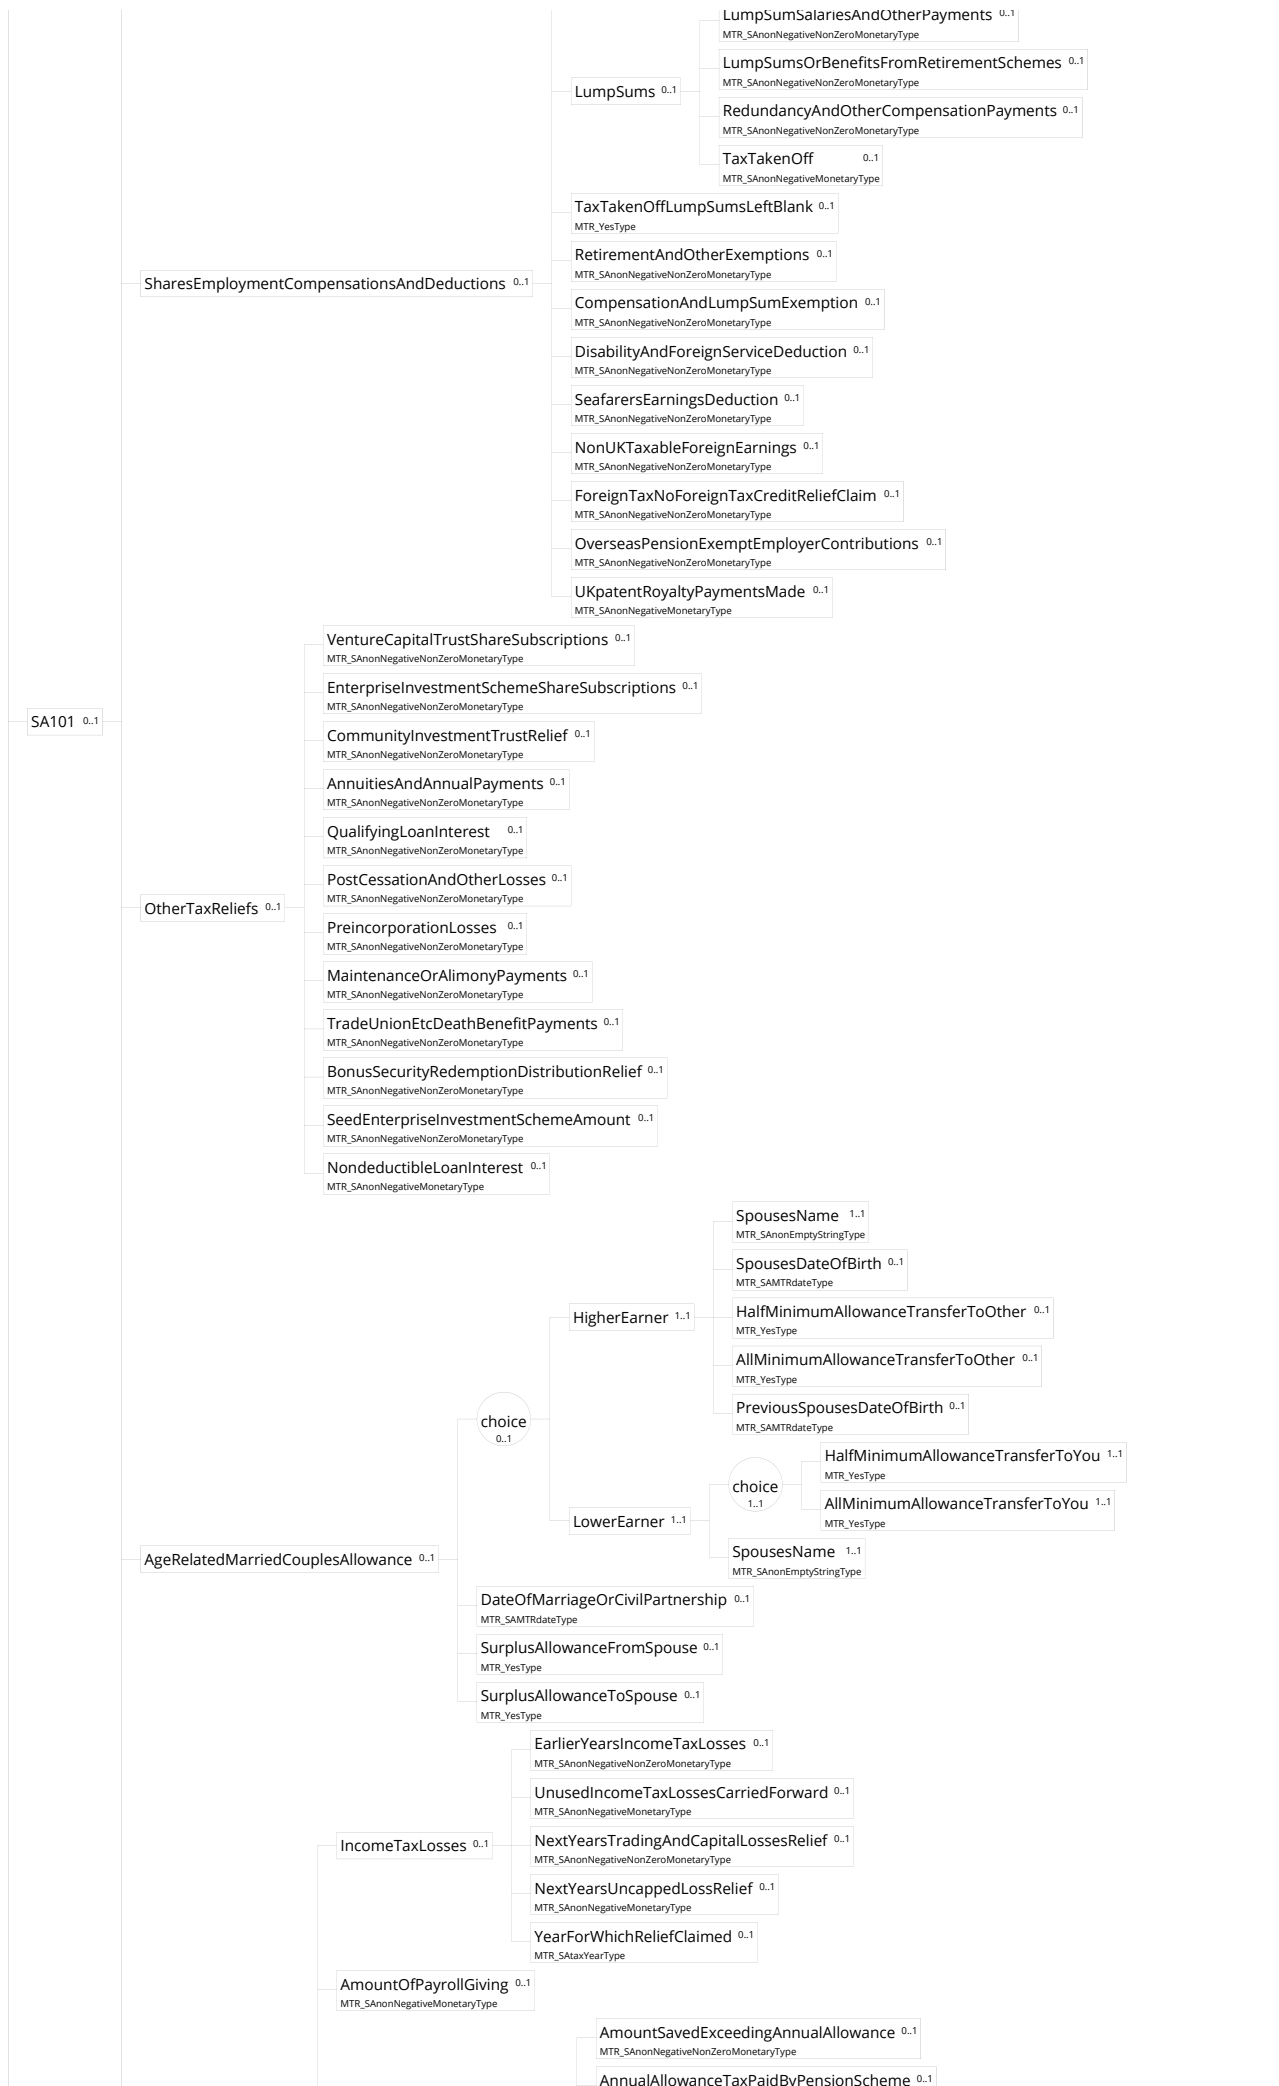 LumpSumSalariesAndOtherPayments 0..1
MTR_SAnonNegativeNonZeroMonetaryType
LumpSums 0..1
LumpSumsOrBenefitsFromRetirementSchemes 0..1
MTR_SAnonNegativeNonZeroMonetaryType
RedundancyAndOtherCompensationPayments 0..1
MTR_SAnonNegativeNonZeroMonetaryType
TaxTakenOff 0..1
MTR_SAnonNegativeMonetaryType
SharesEmploymentCompensationsAndDeductions 0..1
TaxTakenOffLumpSumsLeftBlank 0..1
MTR_YesType
RetirementAndOtherExemptions 0..1
MTR_SAnonNegativeNonZeroMonetaryType
CompensationAndLumpSumExemption 0..1
MTR_SAnonNegativeNonZeroMonetaryType
DisabilityAndForeignServiceDeduction 0..1
MTR_SAnonNegativeNonZeroMonetaryType
SeafarersEarningsDeduction 0..1
MTR_SAnonNegativeNonZeroMonetaryType
NonUKTaxableForeignEarnings 0..1
MTR_SAnonNegativeNonZeroMonetaryType
ForeignTaxNoForeignTaxCreditReliefClaim 0..1
MTR_SAnonNegativeNonZeroMonetaryType
OverseasPensionExemptEmployerContributions 0..1
MTR_SAnonNegativeNonZeroMonetaryType
UKpatentRoyaltyPaymentsMade 0..1
MTR_SAnonNegativeMonetaryType
SA101 0..1
OtherTaxReliefs 0..1
VentureCapitalTrustShareSubscriptions 0..1
MTR_SAnonNegativeNonZeroMonetaryType
EnterpriseInvestmentSchemeShareSubscriptions 0..1
MTR_SAnonNegativeNonZeroMonetaryType
CommunityInvestmentTrustRelief 0..1
MTR_SAnonNegativeNonZeroMonetaryType
AnnuitiesAndAnnualPayments 0..1
MTR_SAnonNegativeNonZeroMonetaryType
QualifyingLoanInterest 0..1
MTR_SAnonNegativeNonZeroMonetaryType
PostCessationAndOtherLosses 0..1
MTR_SAnonNegativeNonZeroMonetaryType
PreincorporationLosses 0..1
MTR_SAnonNegativeNonZeroMonetaryType
MaintenanceOrAlimonyPayments 0..1
MTR_SAnonNegativeNonZeroMonetaryType
TradeUnionEtcDeathBenefitPayments 0..1
MTR_SAnonNegativeNonZeroMonetaryType
BonusSecurityRedemptionDistributionRelief 0..1
MTR_SAnonNegativeNonZeroMonetaryType
SeedEnterpriseInvestmentSchemeAmount 0..1
MTR_SAnonNegativeNonZeroMonetaryType
NondeductibleLoanInterest 0..1
MTR_SAnonNegativeMonetaryType
AgeRelatedMarriedCouplesAllowance 0..1
choice
0..1
HigherEarner 1..1
SpousesName 1..1
MTR_SAnonEmptyStringType
SpousesDateOfBirth 0..1
MTR_SAMTRdateType
HalfMinimumAllowanceTransferToOther 0..1
MTR_YesType
AllMinimumAllowanceTransferToOther 0..1
MTR_YesType
PreviousSpousesDateOfBirth 0..1
MTR_SAMTRdateType
LowerEarner 1..1
choice
1..1
HalfMinimumAllowanceTransferToYou 1..1
MTR_YesType
AllMinimumAllowanceTransferToYou 1..1
MTR_YesType
SpousesName 1..1
MTR_SAnonEmptyStringType
DateOfMarriageOrCivilPartnership 0..1
MTR_SAMTRdateType
SurplusAllowanceFromSpouse 0..1
MTR_YesType
SurplusAllowanceToSpouse 0..1
MTR_YesType
IncomeTaxLosses 0..1
EarlierYearsIncomeTaxLosses 0..1
MTR_SAnonNegativeNonZeroMonetaryType
UnusedIncomeTaxLossesCarriedForward 0..1
MTR_SAnonNegativeMonetaryType
NextYearsTradingAndCapitalLossesRelief 0..1
MTR_SAnonNegativeNonZeroMonetaryType
NextYearsUncappedLossRelief 0..1
MTR_SAnonNegativeMonetaryType
YearForWhichReliefClaimed 0..1
MTR_SAtaxYearType
AmountOfPayrollGiving 0..1
MTR_SAnonNegativeMonetaryType
AmountSavedExceedingAnnualAllowance 0..1
MTR_SAnonNegativeNonZeroMonetaryType
AnnualAllowanceTaxPaidByPensionScheme 0..1